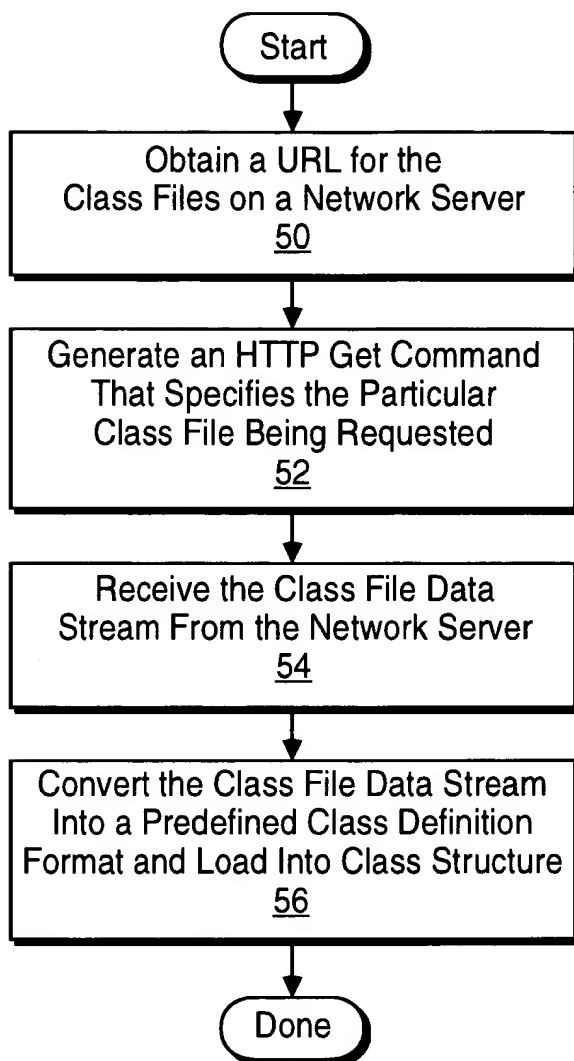 Start
Obtain a URL for the
Class Files on a Network Server
50
Generate an HTTP Get Command
That Specifies the Particular
Class File Being Requested
52
Receive the Class File Data
Stream From the Network Server
54
Convert the Class File Data Stream
Into a Predefined Class Definition
Format and Load Into Class Structure
56
Done